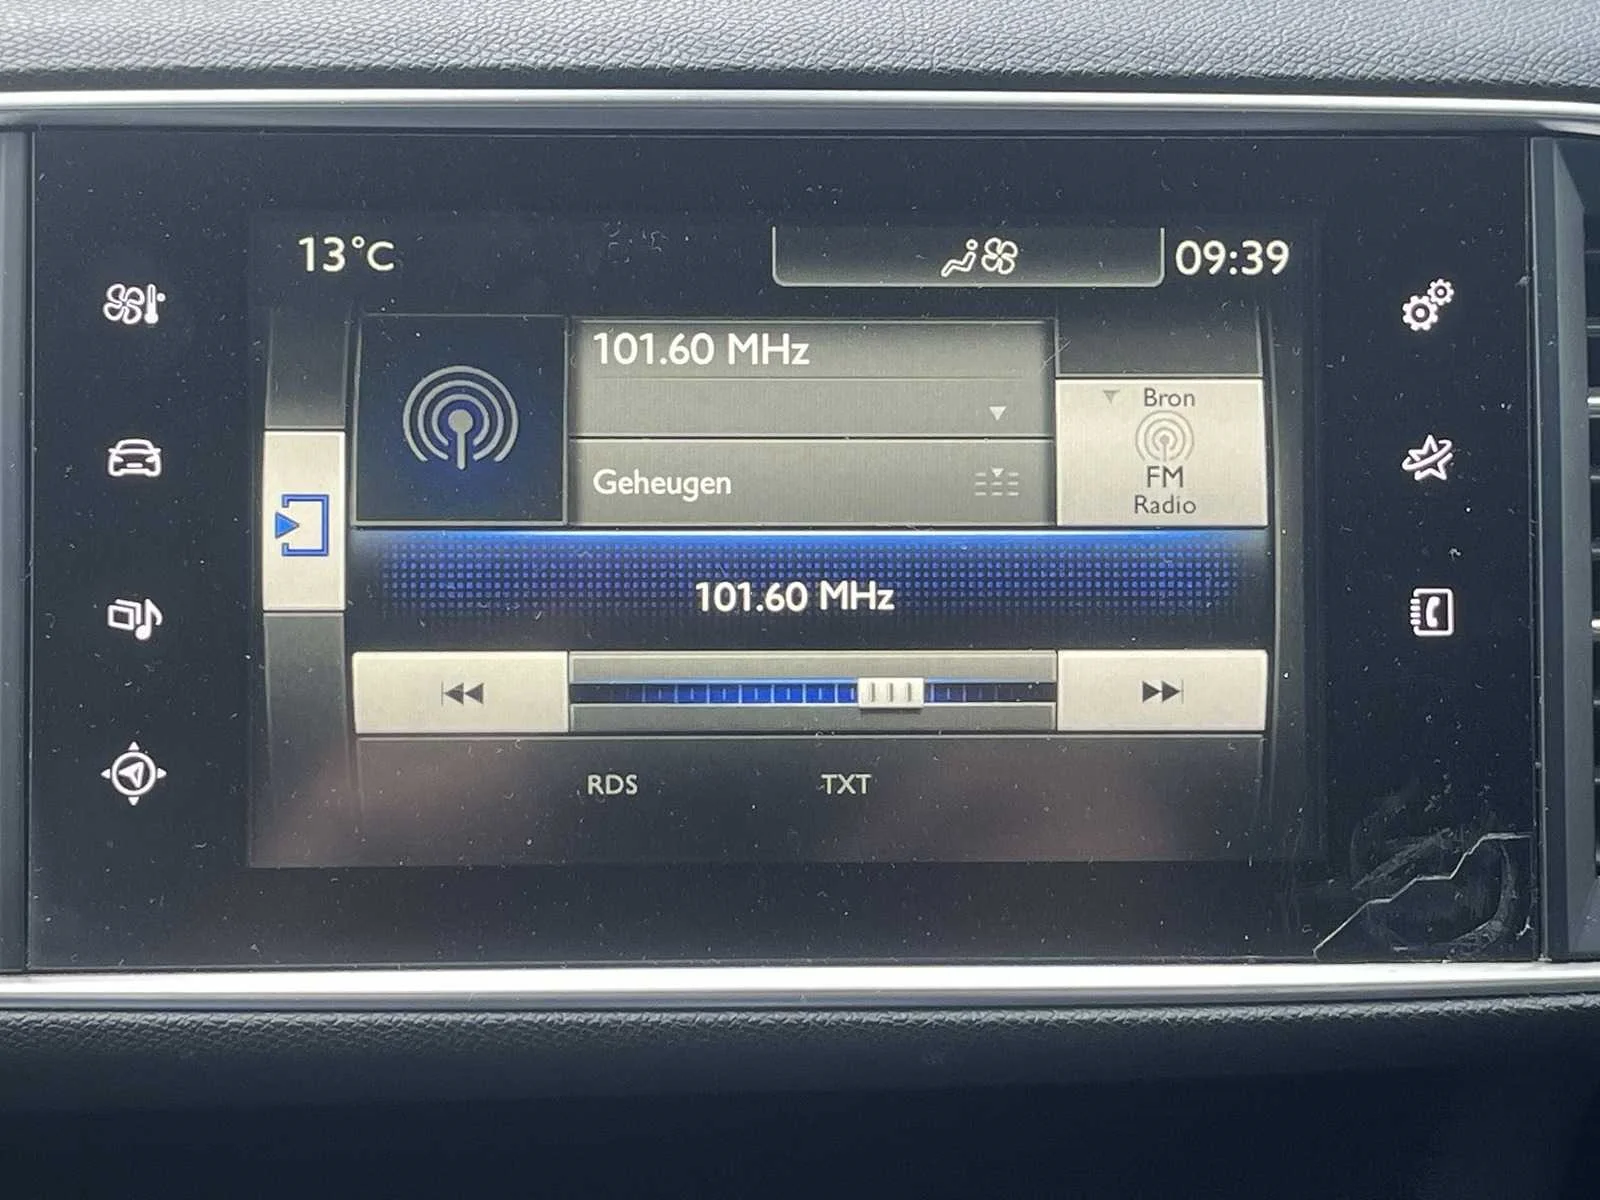 13°C
09:39
101.60 MHz
Bron
FM
Radio
Geheugen
101.60 MHz
RDS
TXT